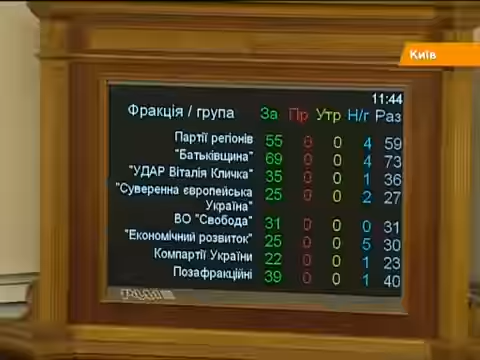 Київ
11:44
Фракція / група За Пр Утр Н/г Раз
Партії регіонів 55 0 0 4 59
"Батьківщина" 69 0 0 4 73
"УДАР Віталія Кличка" 35 0 0 1 36
"Суверенна європейська
Україна" 25 0 0 2 27
ВО "Свобода" 31 0 0 0 31
"Економічний розвиток" 25 0 0 5 30
Компартії України 22 0 0 1 23
Позафракційні 39 0 0 1 40